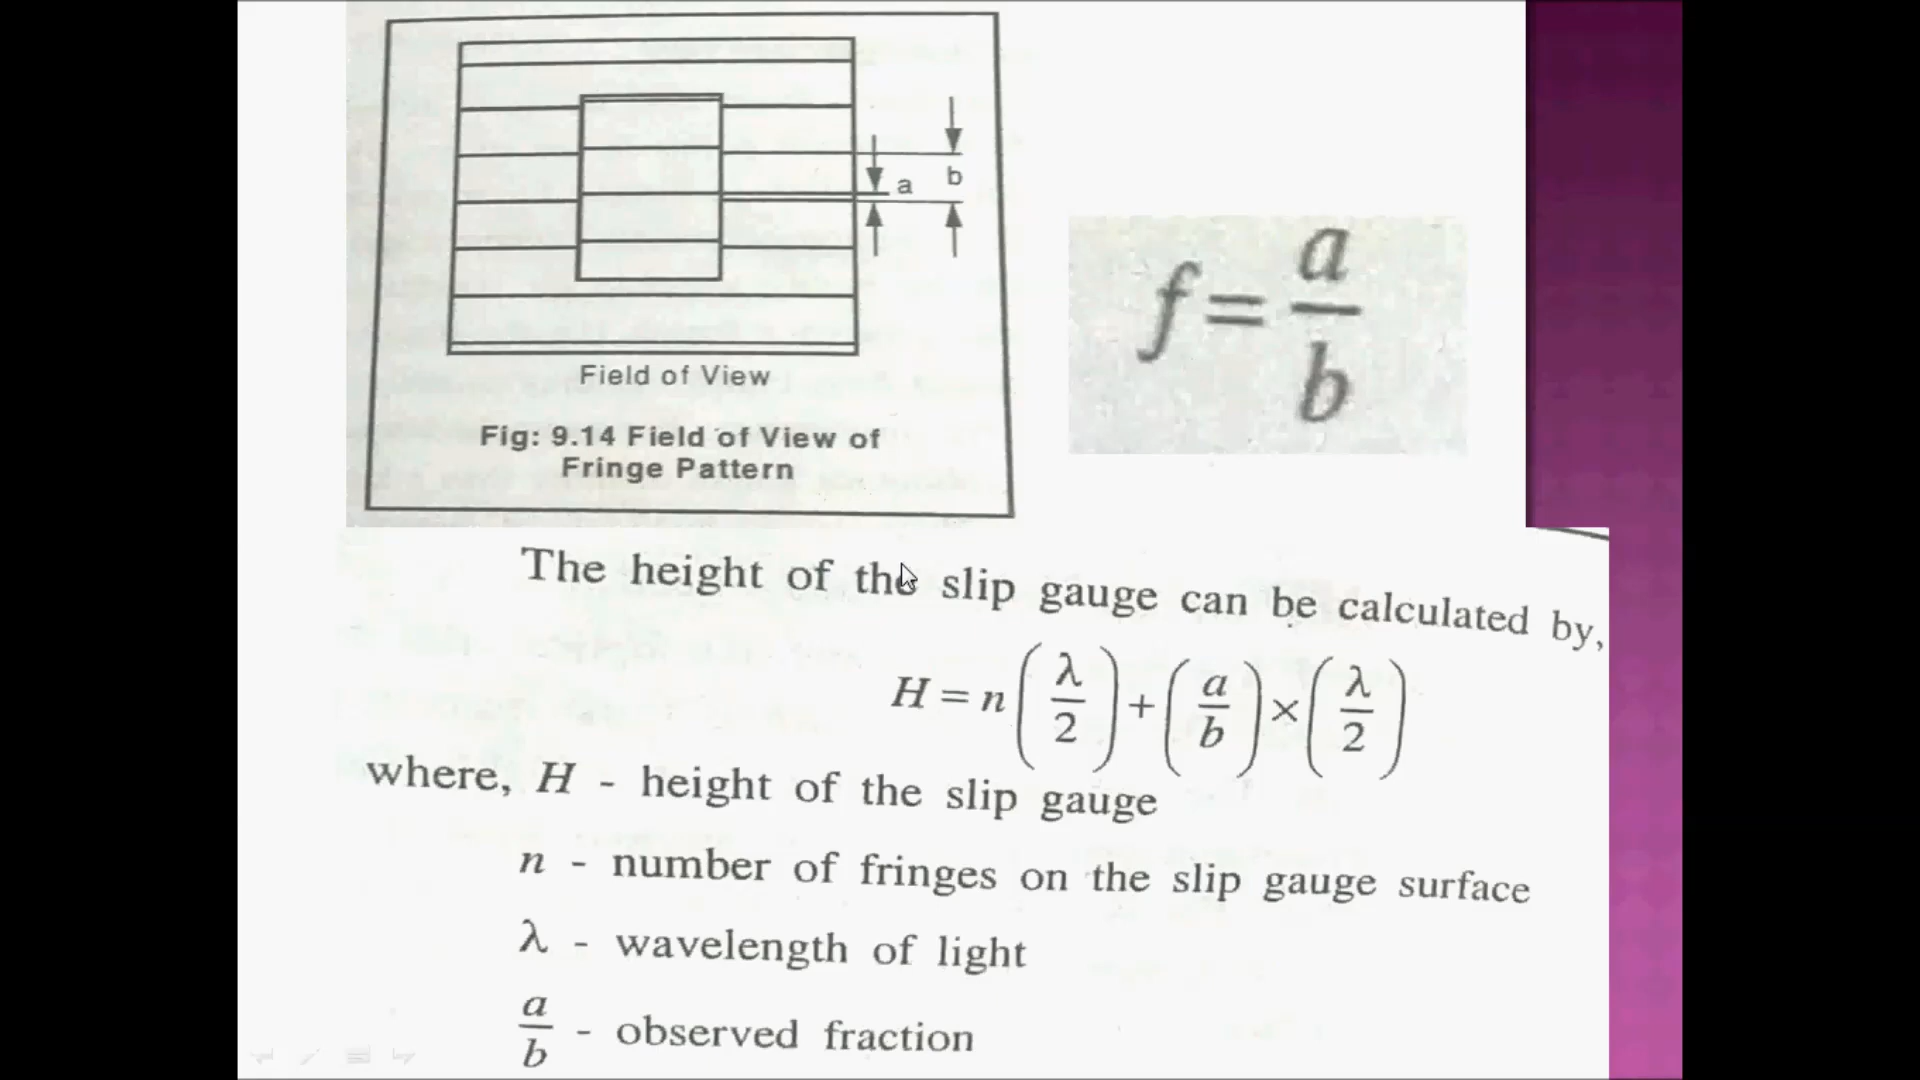 a
b
Field of View
Fig: 9.14 Field of View of
Fringe Pattern
f = a/b
The height of the slip gauge can be calculated by,
H = n (λ/2) + (a/b) × (λ/2)
where, H - height of the slip gauge
n - number of fringes on the slip gauge surface
λ - wavelength of light
a/b - observed fraction